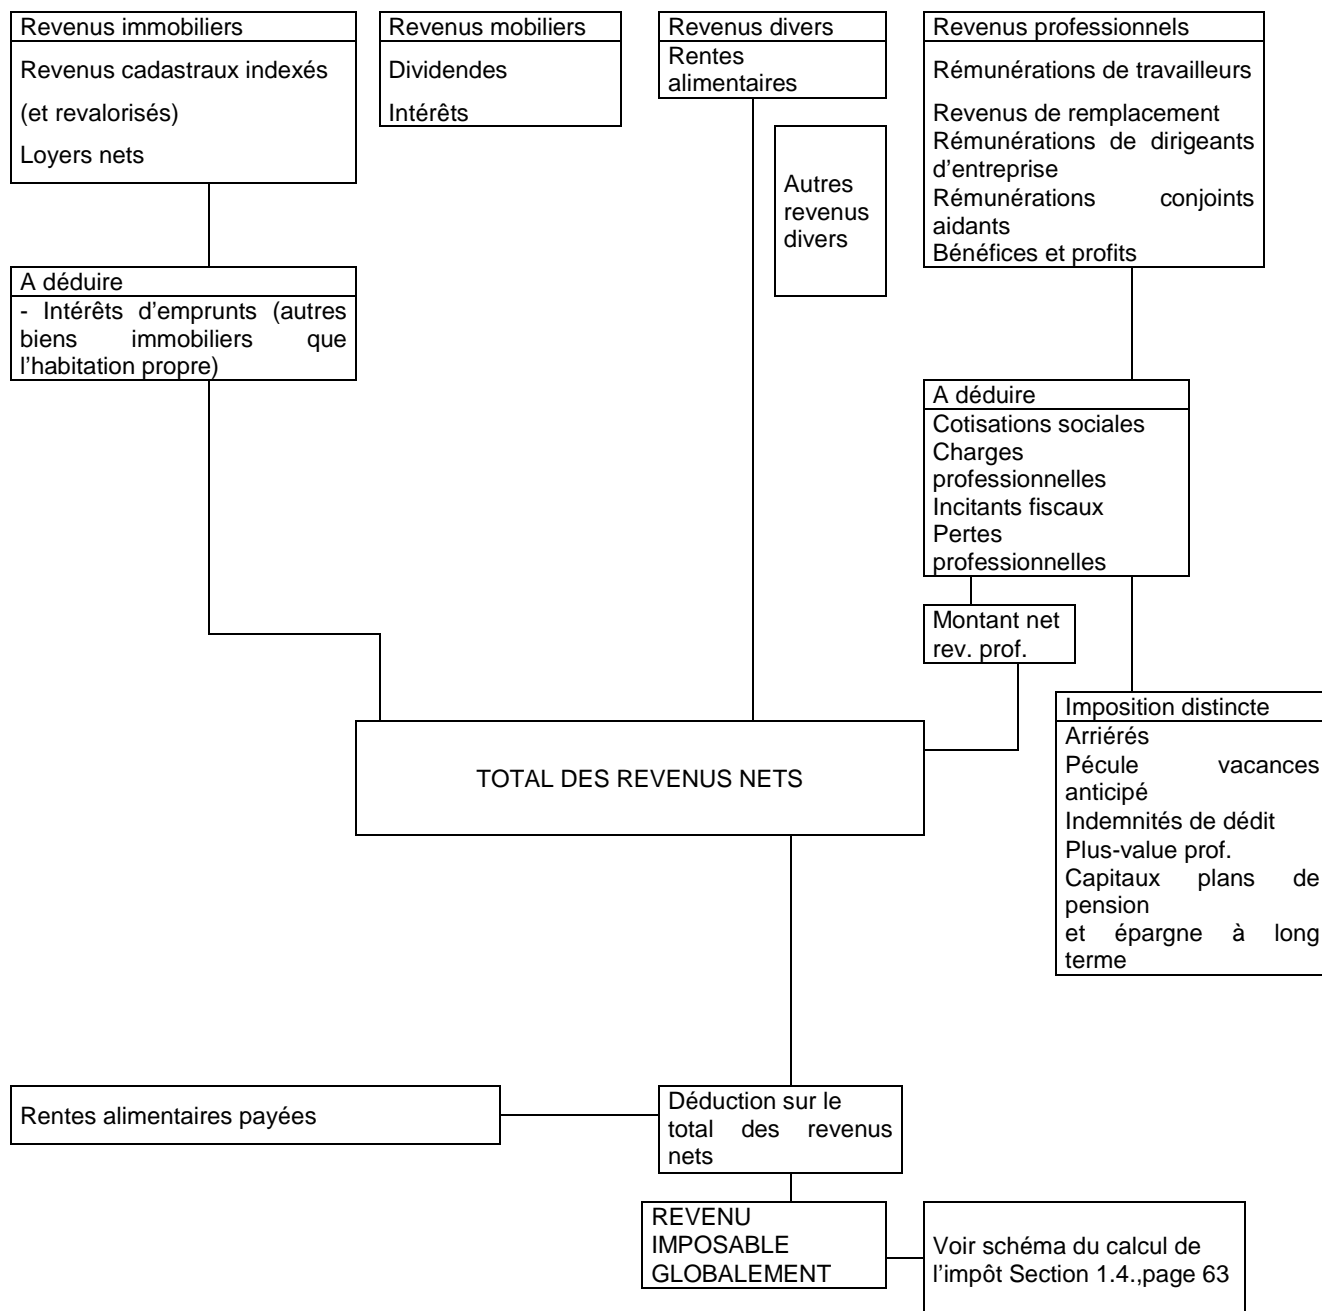 Revenus immobiliers
Revenus cadastraux indexés
(et revalorisés)
Loyers nets
Revenus mobiliers
Dividendes
Intérêts
Revenus divers
Rentes
alimentaires
Autres
revenus
divers
Revenus professionnels
Rémunérations de travailleurs
Revenus de remplacement
Rémunérations de dirigeants
d'entreprise
Rémunérations conjoints
aidants
Bénéfices et profits
A déduire
- Intérêts d'emprunts (autres
biens immobiliers que
l'habitation propre)
A déduire
Cotisations sociales
Charges
professionnelles
Incitants fiscaux
Pertes
professionnelles
Montant net
rev. prof.
Imposition distincte
Arriérés
Pécule vacances
anticipé
Indemnités de dédit
Plus-value prof.
Capitaux plans de
pension
et épargne à long
terme
TOTAL DES REVENUS NETS
Rentes alimentaires payées
Déduction sur le
total des revenus
nets
REVENU
IMPOSABLE
GLOBALEMENT
Voir schéma du calcul de
l'impôt Section 1.4.,page 63